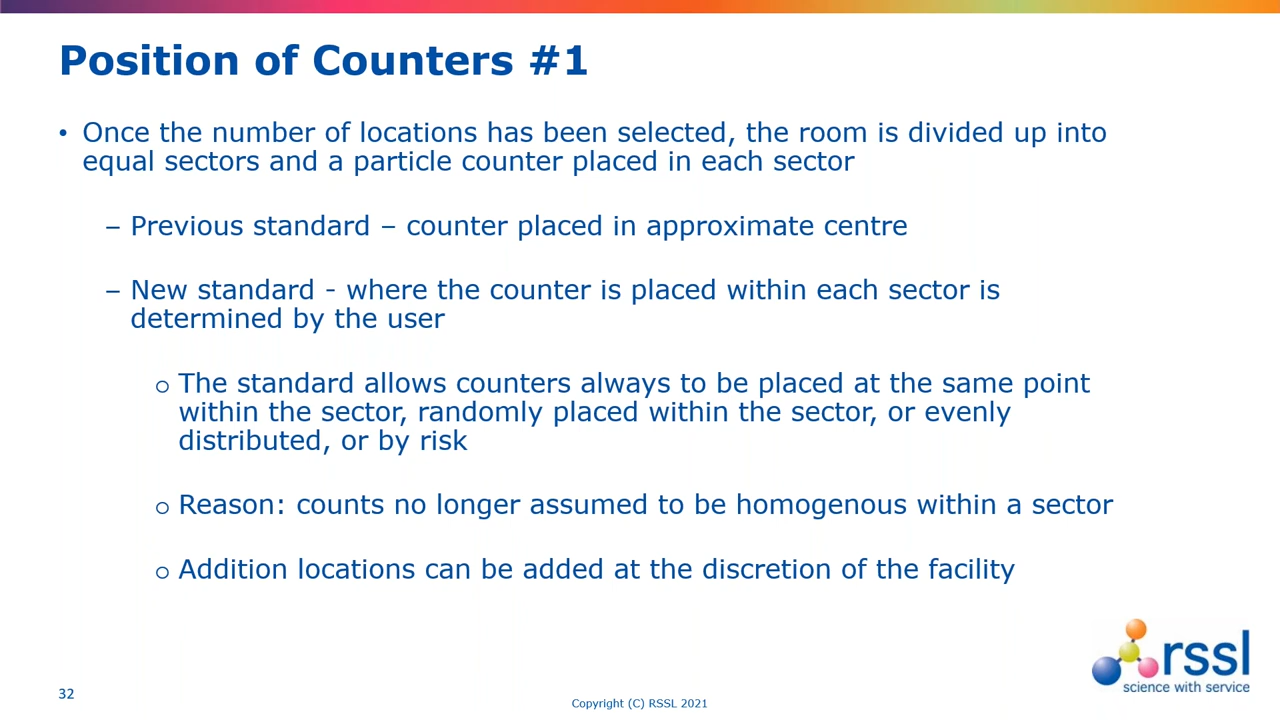 Position of Counters #1
• Once the number of locations has been selected, the room is divided up into
equal sectors and a particle counter placed in each sector
– Previous standard – counter placed in approximate centre
– New standard - where the counter is placed within each sector is
determined by the user
o The standard allows counters always to be placed at the same point
within the sector, randomly placed within the sector, or evenly
distributed, or by risk
o Reason: counts no longer assumed to be homogenous within a sector
o Addition locations can be added at the discretion of the facility
rssl
science with service
32
Copyright (C) RSSL 2021